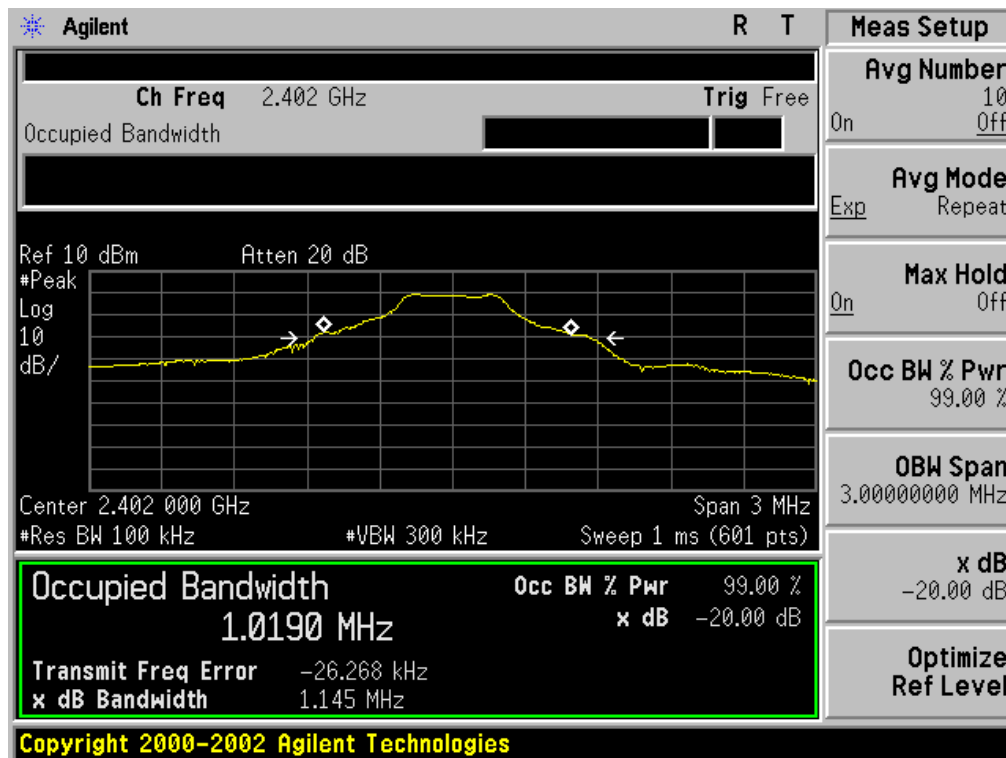 Agilent R T
Ch Freq 2.402 GHz Trig Free
Occupied Bandwidth
Ref 10 dBm Atten 20 dB
#Peak
Log
10
dB/
Center 2.402 000 GHz Span 3 MHz
#Res BW 100 kHz #VBW 300 kHz Sweep 1 ms (601 pts)
Occupied Bandwidth
1.0190 MHz
Occ BW % Pwr 99.00 %
x dB -20.00 dB
Transmit Freq Error -26.268 kHz
x dB Bandwidth 1.145 MHz
Copyright 2000-2002 Agilent Technologies
Meas Setup
Avg Number
10
On Off
Avg Mode
Exp Repeat
Max Hold
On Off
Occ BW % Pwr
99.00 %
OBW Span
3.00000000 MHz
x dB
-20.00 dB
Optimize
Ref Level